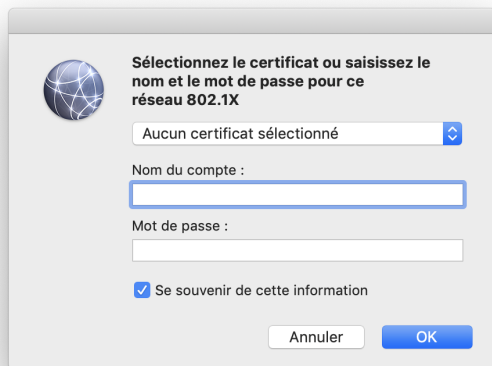 Sélectionnez le certificat ou saisissez le
nom et le mot de passe pour ce
réseau 802.1X
Aucun certificat sélectionné
Nom du compte :
Mot de passe :
Se souvenir de cette information
Annuler
OK